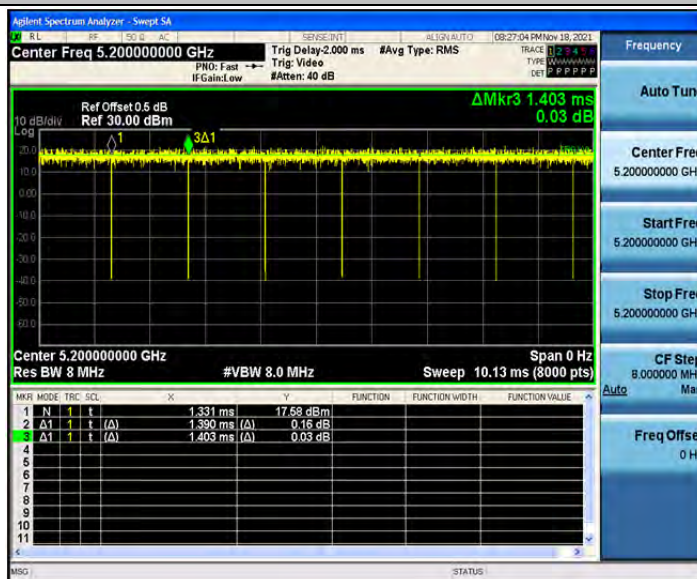 Agilent Spectrum Analyzer - Swept SA
RL RF 50 Ω AC SENSE:INT ALIGN AUTO 08:27:04 PM Nov 18, 2021
Center Freq 5.200000000 GHz
PNO: Fast
IFGain:Low
Trig Delay-2.000 ms
Trig: Video
#Atten: 40 dB
#Avg Type: RMS
TRACE 1 2 3 4 5 6
TYPE
DET P P P P P P
Ref Offset 0.5 dB
10 dB/div Ref 30.00 dBm
ΔMkr3 1.403 ms
0.03 dB
Log
1 3Δ1
20.0
10.0
0.00
-10.0
-20.0
-30.0
-40.0
-50.0
-60.0
Center 5.200000000 GHz Span 0 Hz
Res BW 8 MHz #VBW 8.0 MHz Sweep 10.13 ms (8000 pts)
MKR MODE TRC SCL X Y FUNCTION FUNCTION WIDTH FUNCTION VALUE
1 N 1 t 1.331 ms 17.58 dBm
2 Δ1 1 t (Δ) 1.390 ms (Δ) 0.16 dB
3 Δ1 1 t (Δ) 1.403 ms (Δ) 0.03 dB
4
5
6
7
8
9
10
11
MSG STATUS
Frequency
Auto Tun
Center Fre
5.200000000 GH
Start Fre
5.200000000 GH
Stop Fre
5.200000000 GH
CF Step
8.000000 MH
Auto Ma
Freq Offse
0 H